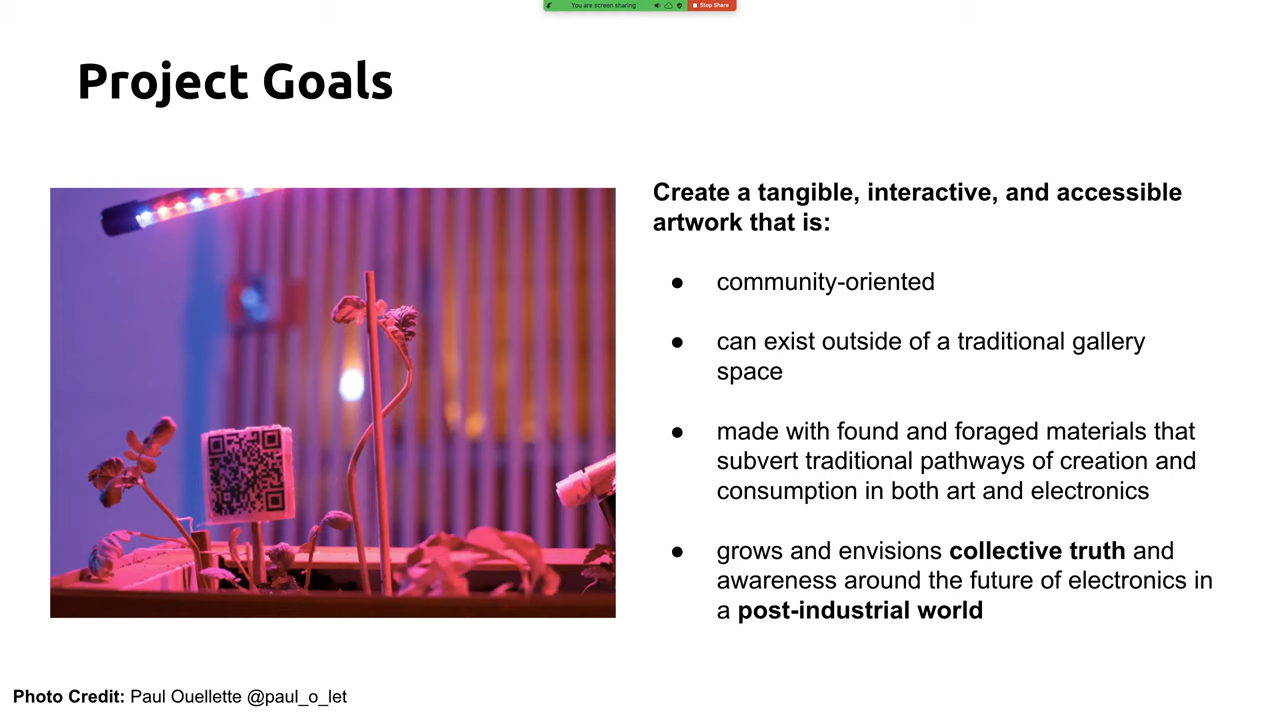 You are screen sharing
Stop Share
Project Goals
Create a tangible, interactive, and accessible
artwork that is:
● community-oriented
● can exist outside of a traditional gallery
space
● made with found and foraged materials that
subvert traditional pathways of creation and
consumption in both art and electronics
● grows and envisions collective truth and
awareness around the future of electronics in
a post-industrial world
Photo Credit: Paul Ouellette @paul_o_let